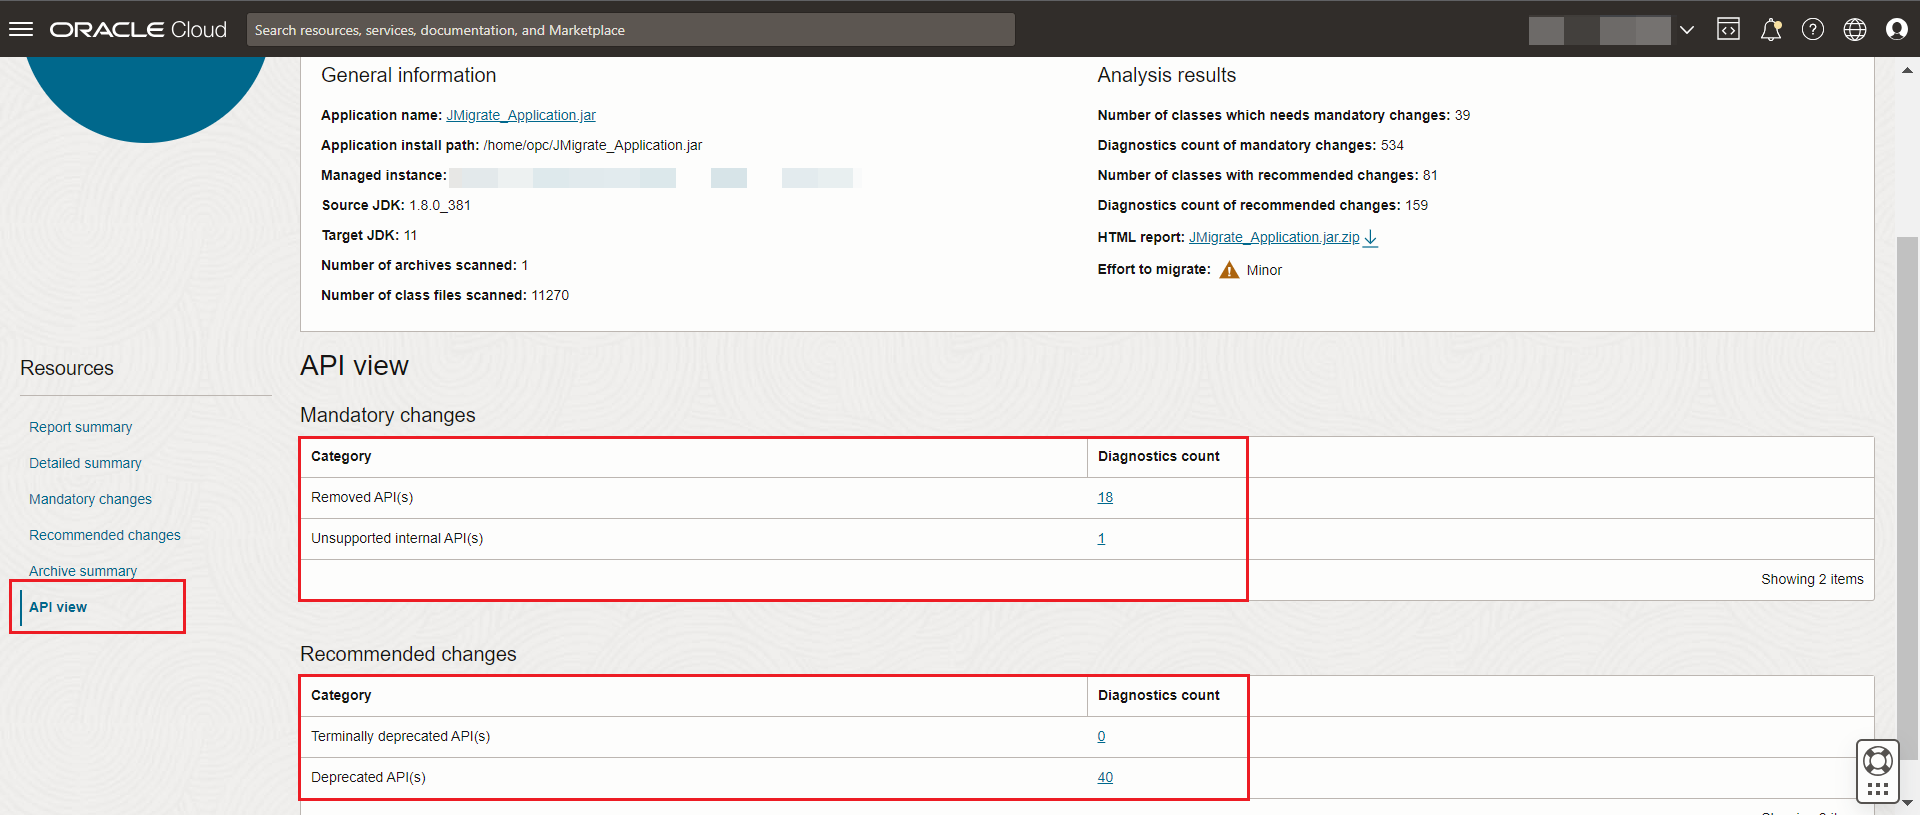 ORACLE Cloud
Search resources, services, documentation, and Marketplace
General information
Application name: JMigrate_Application.jar
Application install path: /home/opc/JMigrate_Application.jar
Managed instance:
Source JDK: 1.8.0_381
Target JDK: 11
Number of archives scanned: 1
Number of class files scanned: 11270
Analysis results
Number of classes which needs mandatory changes: 39
Diagnostics count of mandatory changes: 534
Number of classes with recommended changes: 81
Diagnostics count of recommended changes: 159
HTML report: JMigrate_Application.jar.zip
Effort to migrate: Minor
Resources
Report summary
Detailed summary
Mandatory changes
Recommended changes
Archive summary
API view
API view
Mandatory changes
Category Diagnostics count
Removed API(s) 18
Unsupported internal API(s) 1
Showing 2 items
Recommended changes
Category Diagnostics count
Terminally deprecated API(s) 0
Deprecated API(s) 40